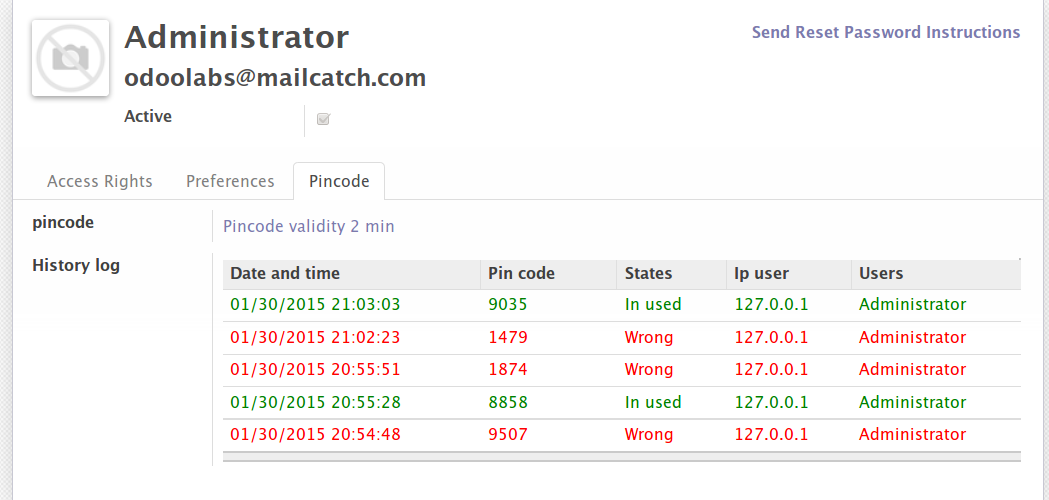 Administrator
Send Reset Password Instructions
odoolabs@mailcatch.com
Active
Access Rights Preferences Pincode
pincode Pincode validity 2 min
History log
Date and time Pin code States Ip user Users
01/30/2015 21:03:03 9035 In used 127.0.0.1 Administrator
01/30/2015 21:02:23 1479 Wrong 127.0.0.1 Administrator
01/30/2015 20:55:51 1874 Wrong 127.0.0.1 Administrator
01/30/2015 20:55:28 8858 In used 127.0.0.1 Administrator
01/30/2015 20:54:48 9507 Wrong 127.0.0.1 Administrator